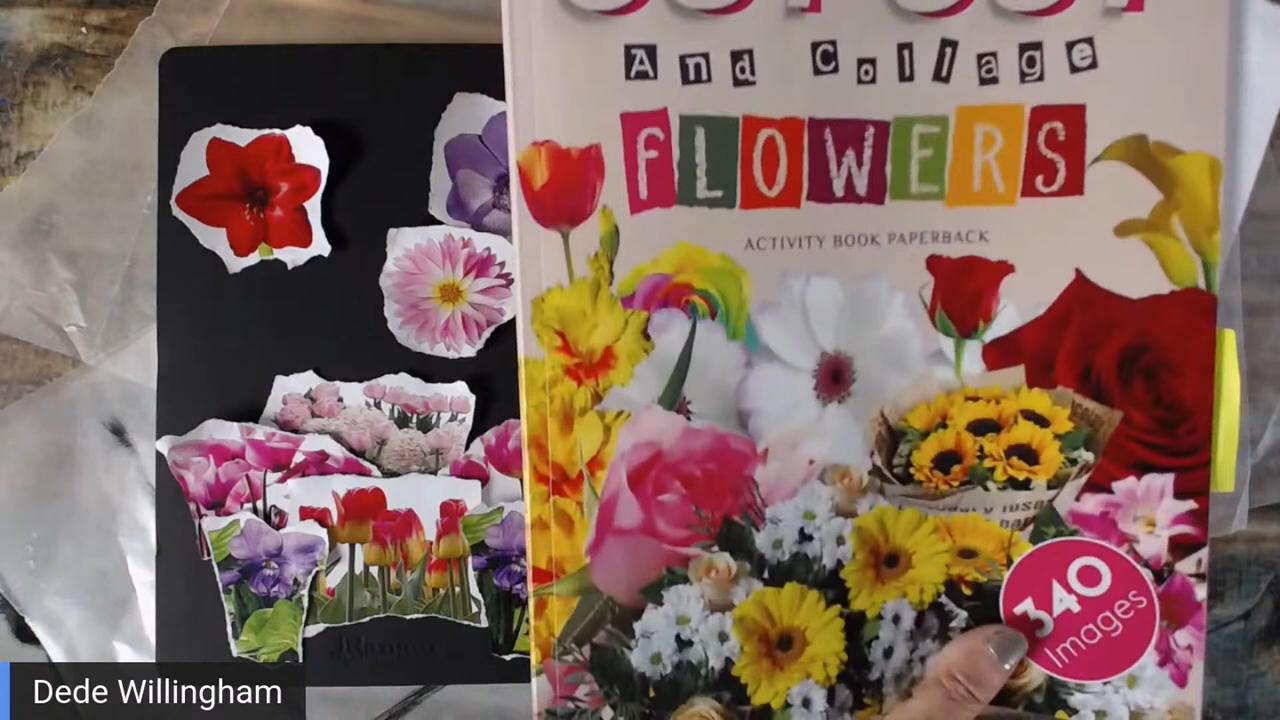 And Collage
FLOWERS
ACTIVITY BOOK PAPERBACK
340
Images
Dede Willingham